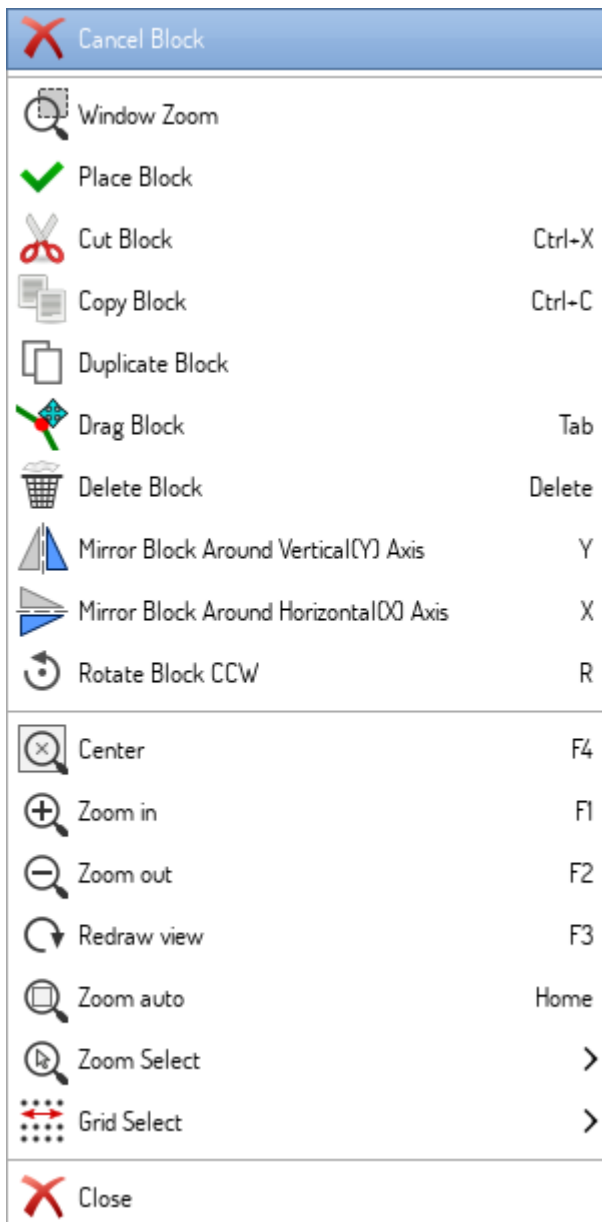 Cancel Block
Window Zoom
Place Block
Cut Block Ctrl+X
Copy Block Ctrl+C
Duplicate Block
Drag Block Tab
Delete Block Delete
Mirror Block Around Vertical(Y) Axis Y
Mirror Block Around Horizontal(X) Axis X
Rotate Block CCW R
Center F4
Zoom in F1
Zoom out F2
Redraw view F3
Zoom auto Home
Zoom Select
Grid Select
Close